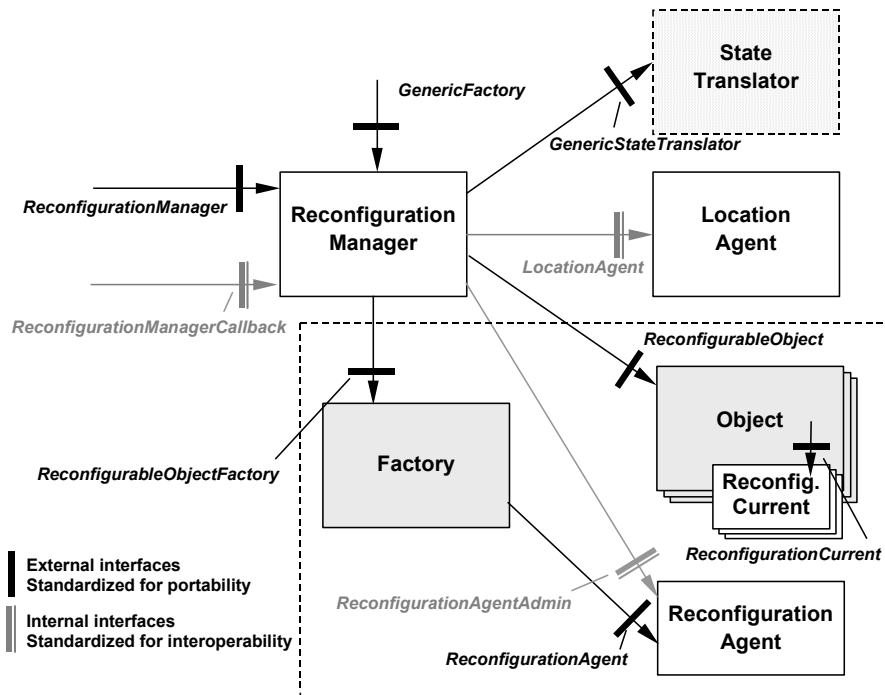 State
Translator
GenericFactory
GenericStateTranslator
ReconfigurationManager
Reconfiguration
Manager
Location
Agent
LocationAgent
ReconfigurationManagerCallback
ReconfigurableObject
Object
Factory
ReconfigurableObjectFactory
Reconfig.
Current
ReconfigurationCurrent
External interfaces
Standardized for portability
ReconfigurationAgentAdmin
Internal interfaces
Standardized for interoperability
Reconfiguration
Agent
ReconfigurationAgent